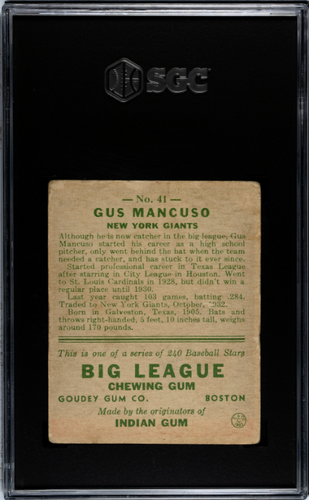 SGC
— No. 41 —
GUS MANCUSO
NEW YORK GIANTS
Although he is now catcher in the big league, Gus
Mancuso started his career as a high school
pitcher, only went behind the bat when the team
needed a catcher, and has stuck to it ever since.
Started professional career in Texas League
after starring in City League in Houston. Went
to St. Louis Cardinals in 1928, but didn't win a
regular place until 1930.
Last year caught 103 games, batting .284.
Traded to New York Giants, October, 1932.
Born in Galveston, Texas, 1905. Bats and
throws right-handed, 5 feet, 10 inches tall, weighs
around 170 pounds.
This is one of a series of 240 Baseball Stars
BIG LEAGUE
CHEWING GUM
GOUDEY GUM CO. BOSTON
Made by the originators of
INDIAN GUM